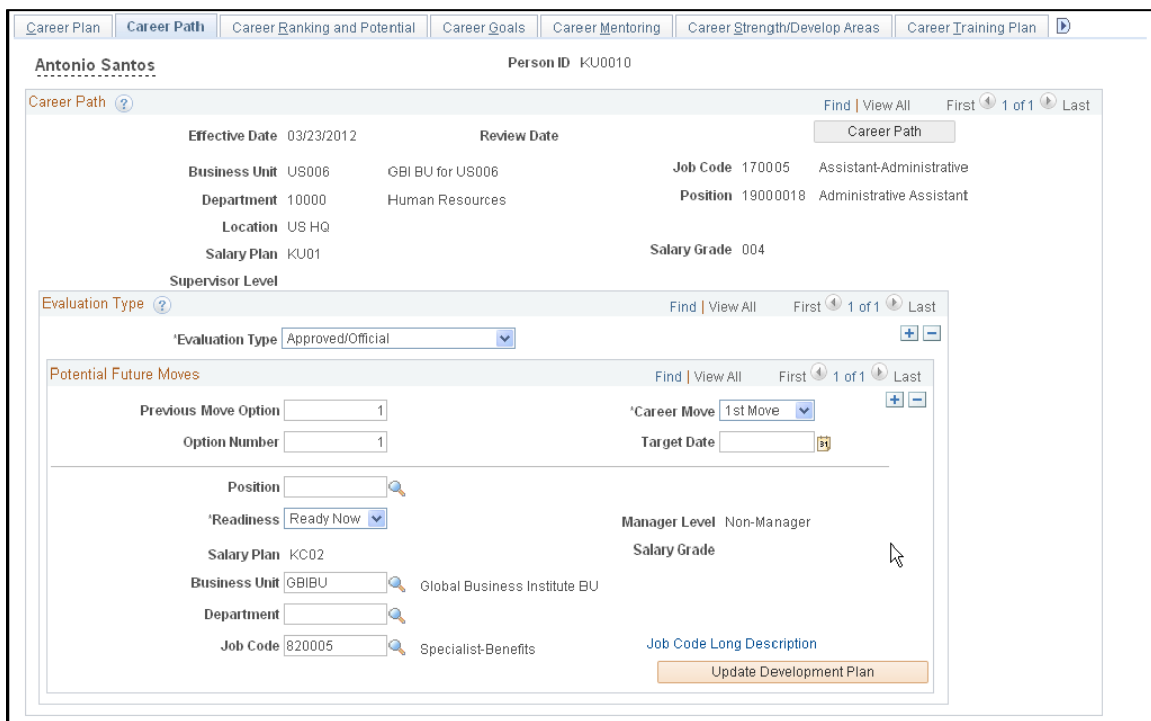 Career Plan Career Path Career Ranking and Potential Career Goals Career Mentoring Career Strength/Develop Areas Career Training Plan
Antonio Santos Person ID KU0010
Career Path ? Find | View All First 1 of 1 Last
Effective Date 03/23/2012 Review Date Career Path
Business Unit US006 GBI BU for US006 Job Code 170005 Assistant-Administrative
Department 10000 Human Resources Position 19000018 Administrative Assistant
Location US HQ
Salary Plan KU01 Salary Grade 004
Supervisor Level
Evaluation Type ? Find | View All First 1 of 1 Last
*Evaluation Type Approved/Official + -
Potential Future Moves Find | View All First 1 of 1 Last
Previous Move Option 1 *Career Move 1st Move + -
Option Number 1 Target Date 31
Position
*Readiness Ready Now Manager Level Non-Manager
Salary Plan KC02 Salary Grade
Business Unit GBIBU Global Business Institute BU
Department
Job Code 820005 Specialist-Benefits Job Code Long Description
Update Development Plan